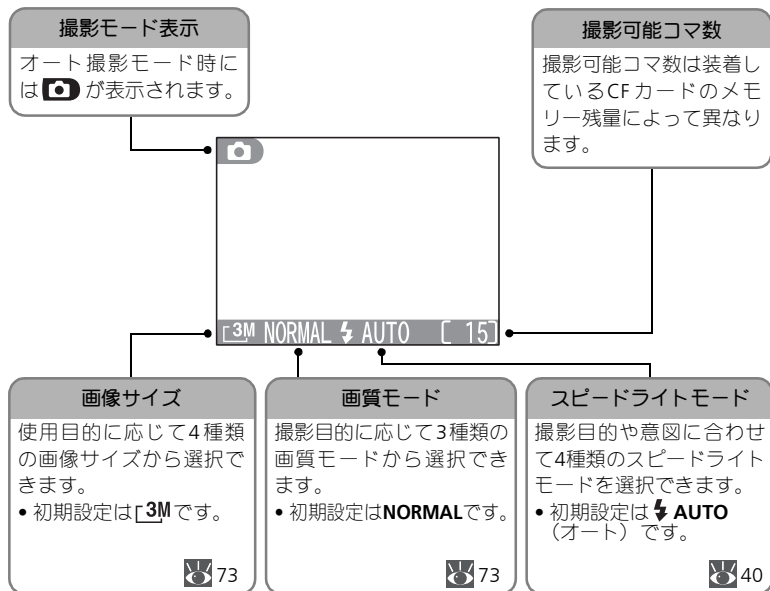 撮影モード表示
オート撮影モード時に
は が表示されます。
撮影可能コマ数
撮影可能コマ数は装着し
ているCFカードのメモ
リー残量によって異なり
ます。
3M NORMAL AUTO [ 15]
画像サイズ
使用目的に応じて4種類
の画像サイズから選択で
きます。
• 初期設定は3Mです。
73
画質モード
撮影目的に応じて3種類の
画質モードから選択でき
ます。
• 初期設定はNORMALです。
73
スピードライトモード
撮影目的や意図に合わせ
て4種類のスピードライト
モードを選択できます。
• 初期設定は AUTO
（オート）です。
40